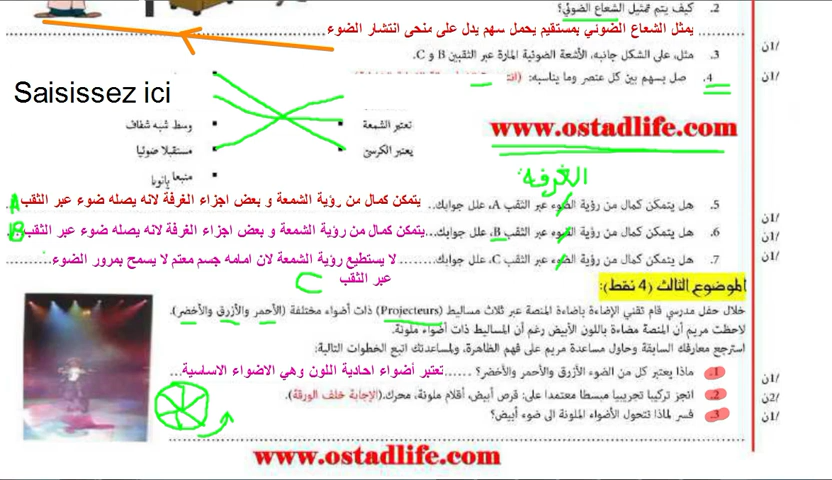 2. كيف يتم تمثيل الشعاع الضوئي؟
يمثل الشعاع الضوئي بمستقيم يحمل سهم يدل على منحى انتشار الضوء
1/ن
3. مثل، على الشكل جانبه، الأشعة الضوئية المارة عبر الثقبين B و C.
1/ن
4. صل بسهم بين كل عنصر وما يناسبه:
Saisissez ici
تعتبر الشمعة
وسط شبه شفاف
يعتبر الكرسي
مستقبلا ضوئيا
منبعا
www.ostadlife.com
الغرفة
5. هل يتمكن كمال من رؤية الضوء عبر الثقب A، علل جوابك..
يتمكن كمال من رؤية الشمعة و بعض اجزاء الغرفة لانه يصله ضوء عبر الثقب A
1/ن
6. هل يتمكن كمال من رؤية الضوء عبر الثقب B، علل جوابك...
يتمكن كمال من رؤية الشمعة و بعض اجزاء الغرفة لانه يصله ضوء عبر الثقب B
1/ن
7. هل يتمكن كمال من رؤية الضوء عبر الثقب C، علل جوابك
لا يستطيع رؤية الشمعة لان امامه جسم معتم لا يسمح بمرور الضوء
عبر الثقب C
1/ن
الموضوع الثالث (4 نقط):
خلال حفل مدرسي قام تقني الإضاءة بإضاءة المنصة عبر ثلاث مساليط (Projecteurs) ذات أضواء مختلفة (الأحمر والأزرق والأخضر).
لاحظت مريم أن المنصة مضاءة باللون الأبيض رغم أن المساليط ذات أضواء ملونة.
استرجع معارفك السابقة وحاول مساعدة مريم على فهم الظاهرة، ولمساعدتك اتبع الخطوات التالية:
1. ماذا يعتبر كل من الضوء الأزرق والأحمر والأخضر؟ ......تعتبر أضواء احادية اللون وهي الاضواء الاساسية
1/ن
2. انجز تركيبا تجريبيا مبسطا معتمدا على: قرص أبيض، أقلام ملونة، محرك.(الإجابة خلف الورقة)
2/ن
3. فسر لماذا تتحول الأضواء الملونة الى ضوء أبيض؟
1/ن
www.ostadlife.com